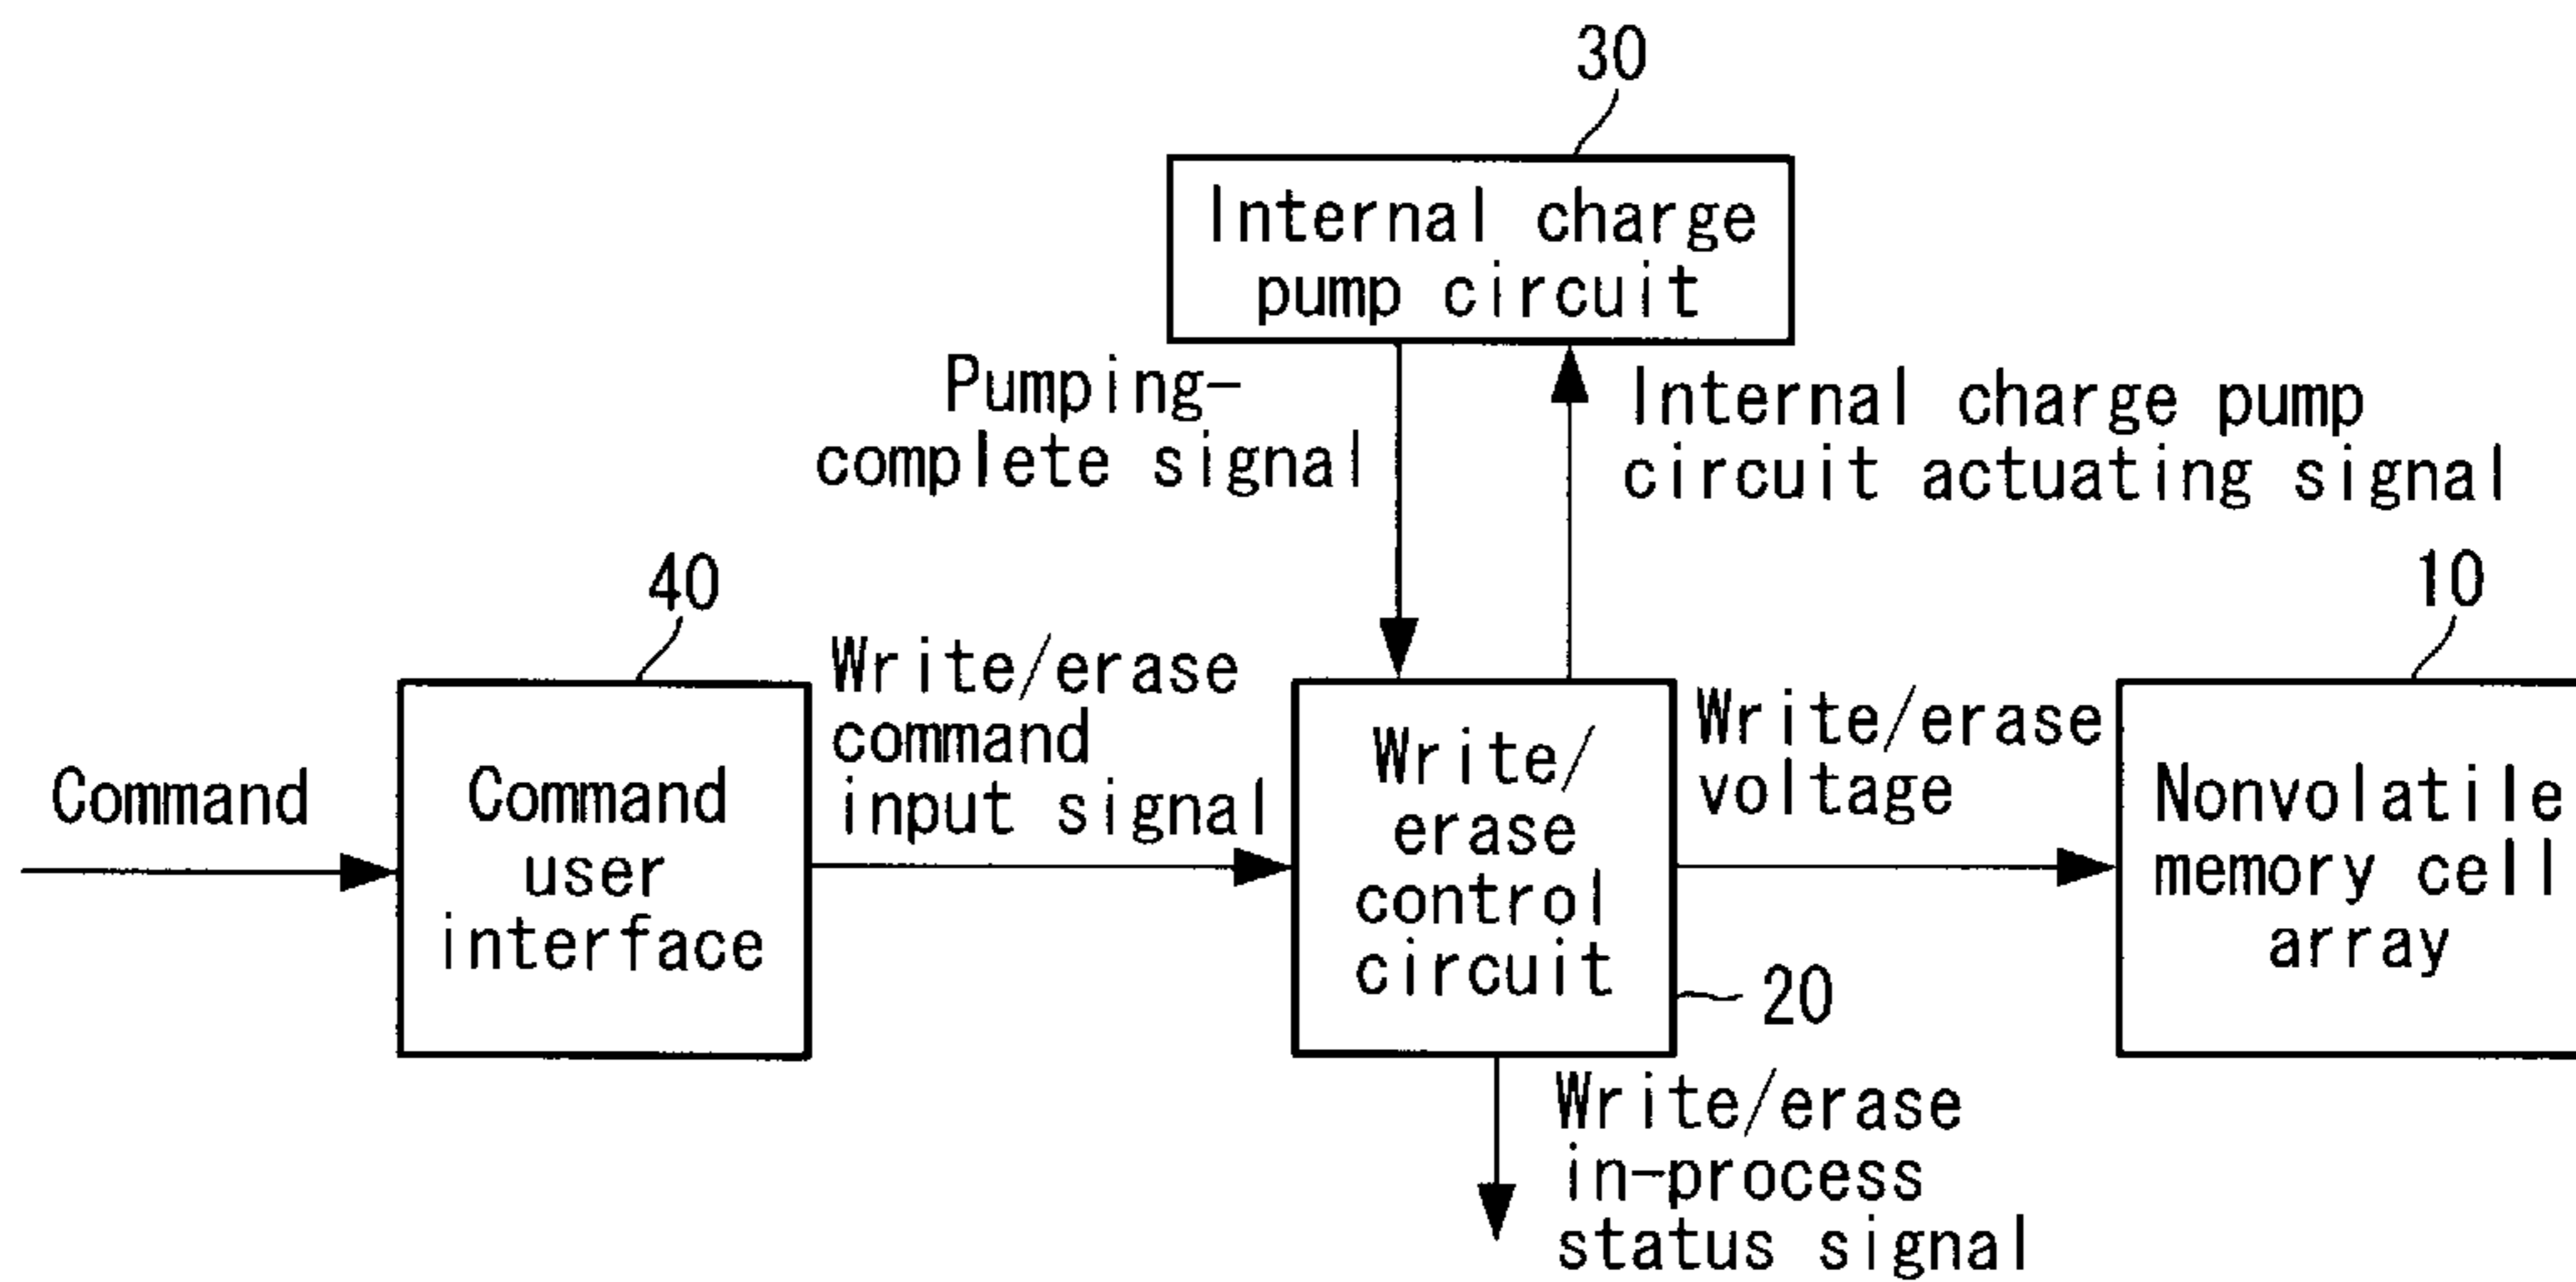 30
Internal charge
pump circuit
Pumping-
complete signal
Internal charge pump
circuit actuating signal
40
10
Command
Command
user
interface
Write/erase
command
input signal
Write/
erase
control
circuit
20
Write/erase
voltage
Nonvolatile
memory cell
array
Write/erase
in-process
status signal